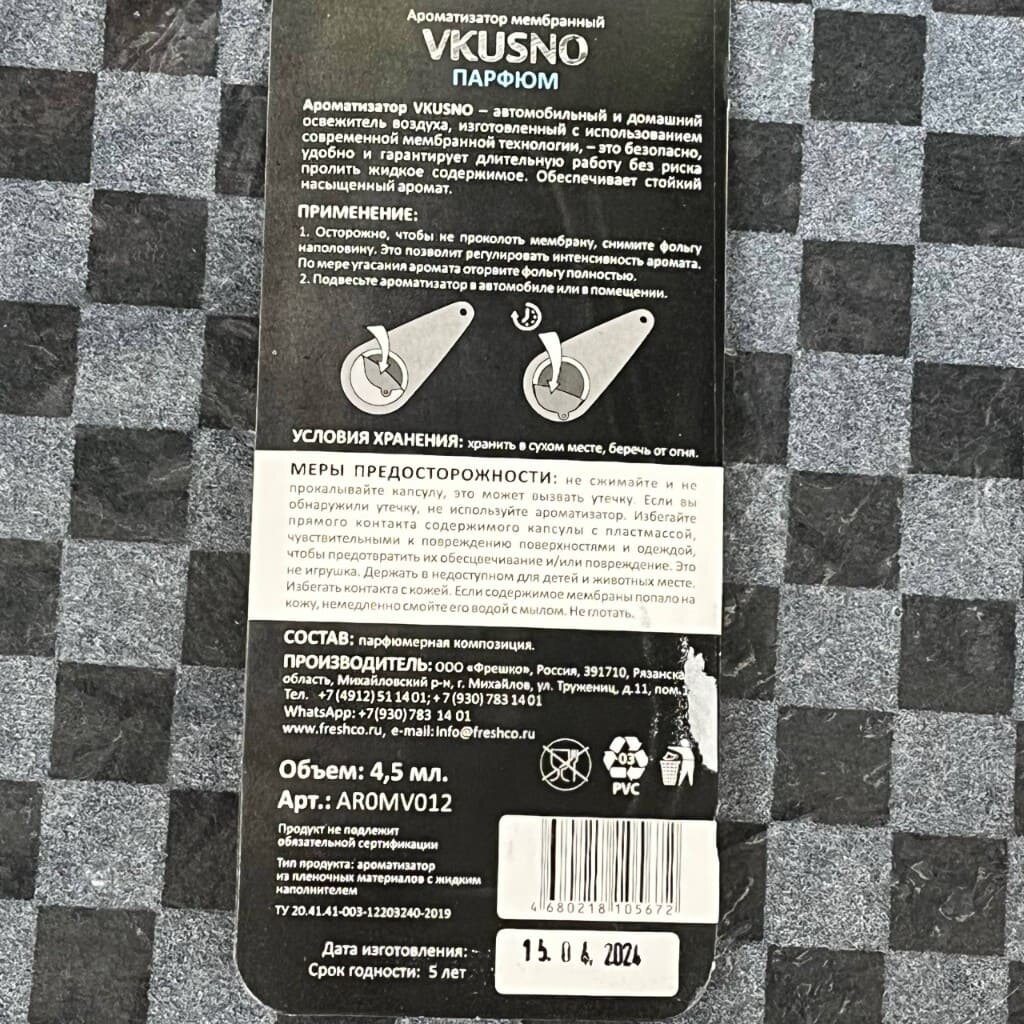 Ароматизатор мембранный
VKUSNO
ПАРФЮМ
Ароматизатор VKUSNO – автомобильный и домашний
освежитель воздуха, изготовленный с использованием
современной мембранной технологии, – это безопасно,
удобно и гарантирует длительную работу без риска
пролить жидкое содержимое. Обеспечивает стойкий
насыщенный аромат.
ПРИМЕНЕНИЕ:
1. Осторожно, чтобы не проколоть мембрану, снимите фольгу
наполовину. Это позволит регулировать интенсивность аромата.
По мере угасания аромата оторвите фольгу полностью.
2. Подвесьте ароматизатор в автомобиле или в помещении.
УСЛОВИЯ ХРАНЕНИЯ: хранить в сухом месте, беречь от огня.
МЕРЫ ПРЕДОСТОРОЖНОСТИ: не сжимайте и не
прокалывайте капсулу, это может вызвать утечку. Если вы
обнаружили утечку, не используйте ароматизатор. Избегайте
прямого контакта содержимого капсулы с пластмассой,
чувствительными к повреждению поверхностями и одеждой,
чтобы предотвратить их обесцвечивание и/или повреждение. Это
не игрушка. Держать в недоступном для детей и животных месте.
Избегать контакта с кожей. Если содержимое мембраны попало на
кожу, немедленно смойте его водой с мылом. Не глотать.
СОСТАВ: парфюмерная композиция.
ПРОИЗВОДИТЕЛЬ: ООО «Фрешко», Россия, 391710, Рязанска
область, Михайловский р-н, г. Михайлов, ул. Тружениц, д.11, пом.1
Тел. +7 (4912) 51 14 01; +7 (930) 783 14 01
WhatsApp: +7(930)783 14 01
www.freshco.ru, e-mail: info@freshco.ru
03
PVC
Объем: 4,5 мл.
Арт.: AROMV012
Продукт не подлежит
обязательной сертификации
Тип продукта: ароматизатор
из пленочных материалов с жидким
наполнителем
ТУ 20.41.41-003-12203240-2019
4 680218 105672
Дата изготовления: 15.04.2024
Срок годности: 5 лет